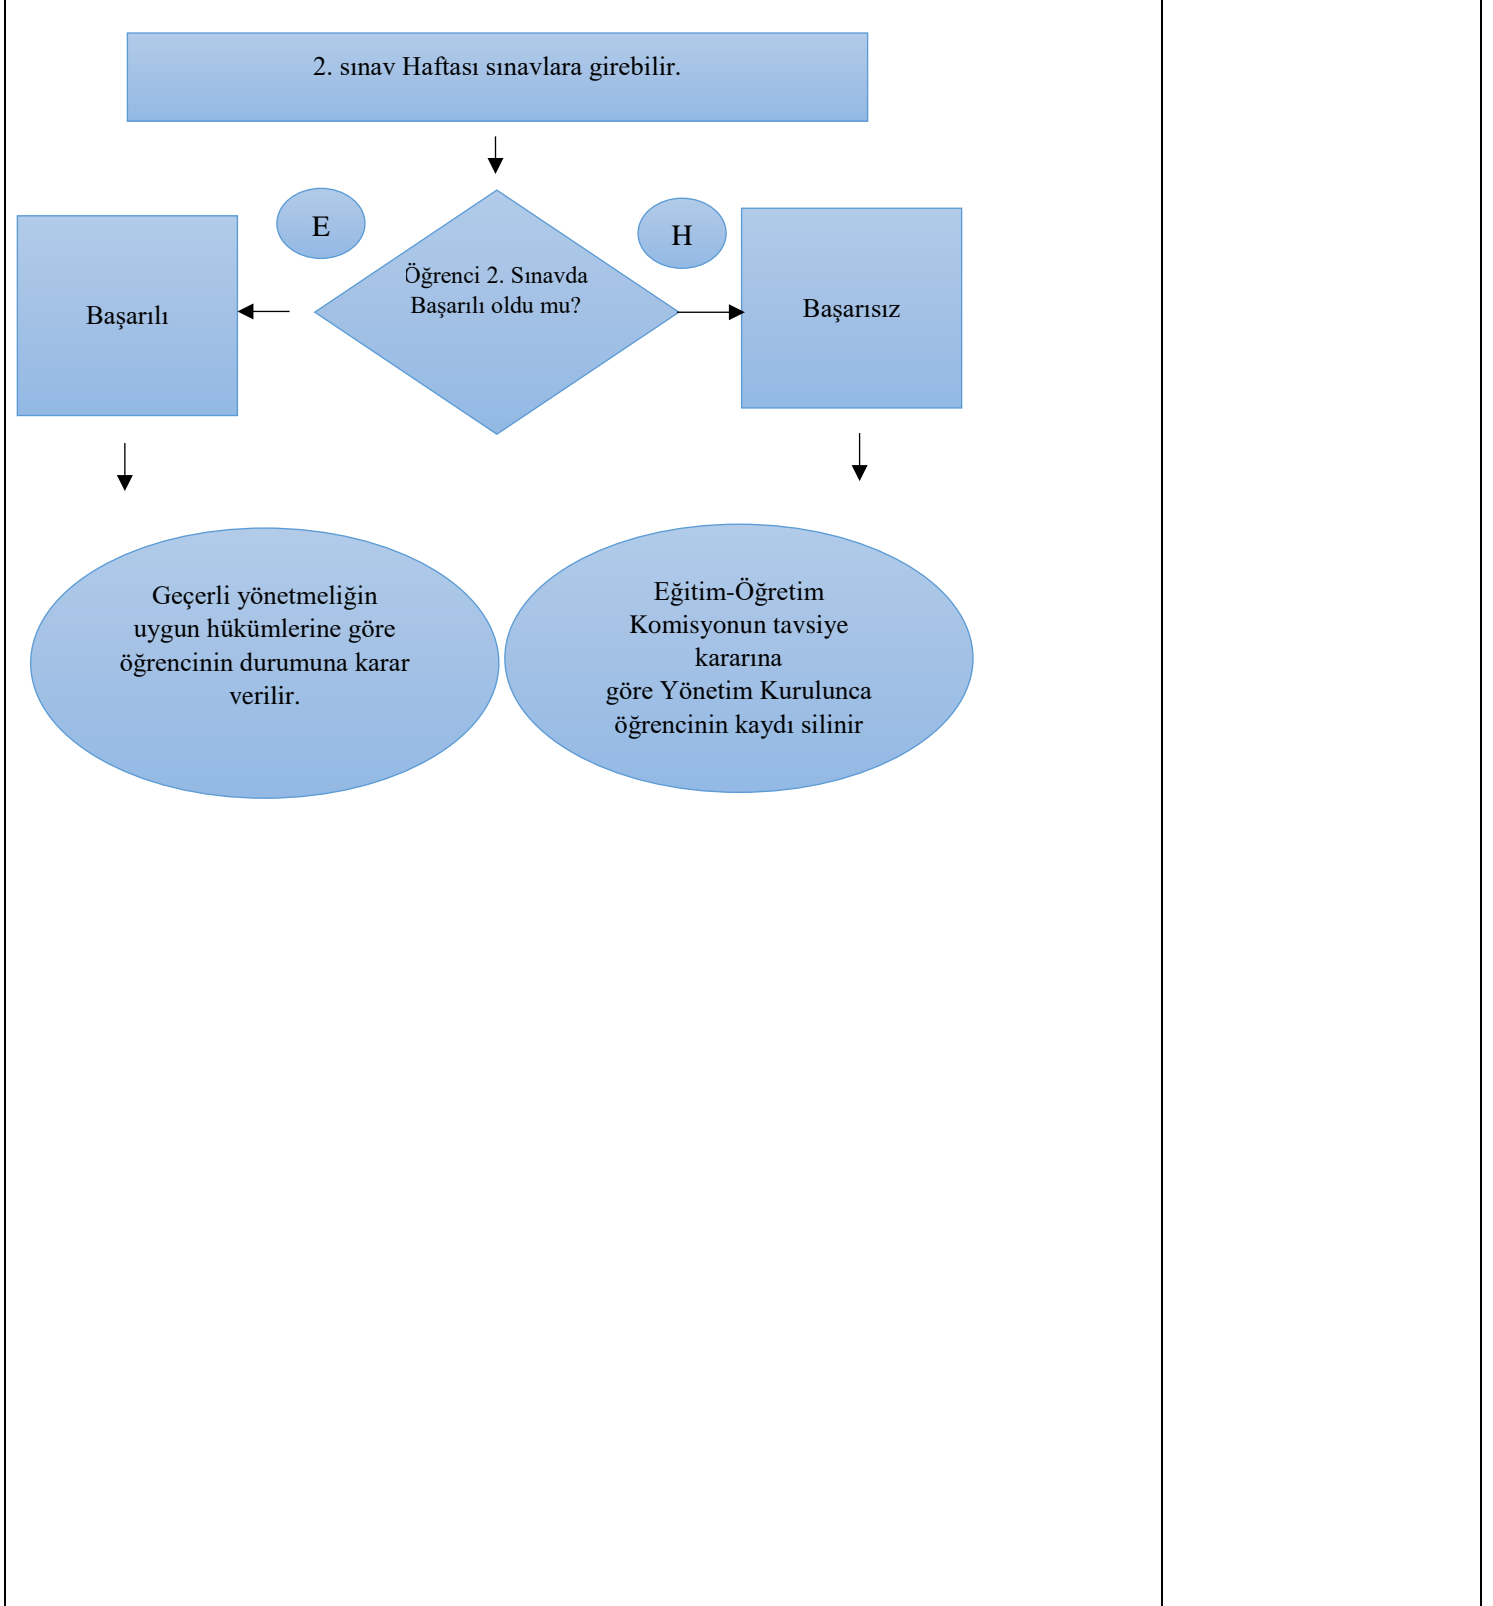 2. sınav Haftası sınavlara girebilir.
E
H
Öğrenci 2. Sınavda
Başarılı oldu mu?
Başarılı
Başarısız
Geçerli yönetmeliğin
uygun hükümlerine göre
öğrencinin durumuna karar
verilir.
Eğitim-Öğretim
Komisyonun tavsiye
kararına
göre Yönetim Kurulunca
öğrencinin kaydı silinir